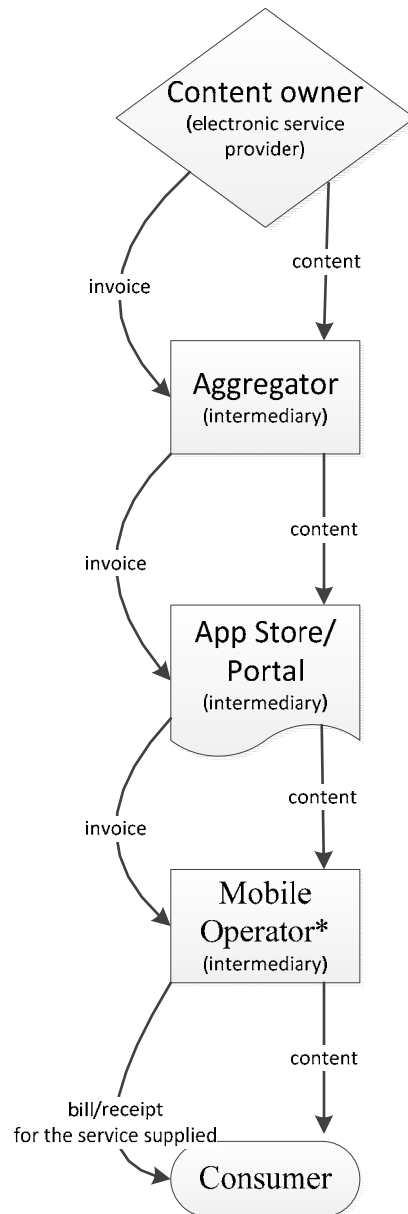 Content owner
(electronic service
provider)
content
invoice
Aggregator
(intermediary)
content
invoice
App Store/
Portal
(intermediary)
content
invoice
Mobile
Operator*
(intermediary)
content
bill/receipt
for the service supplied
Consumer